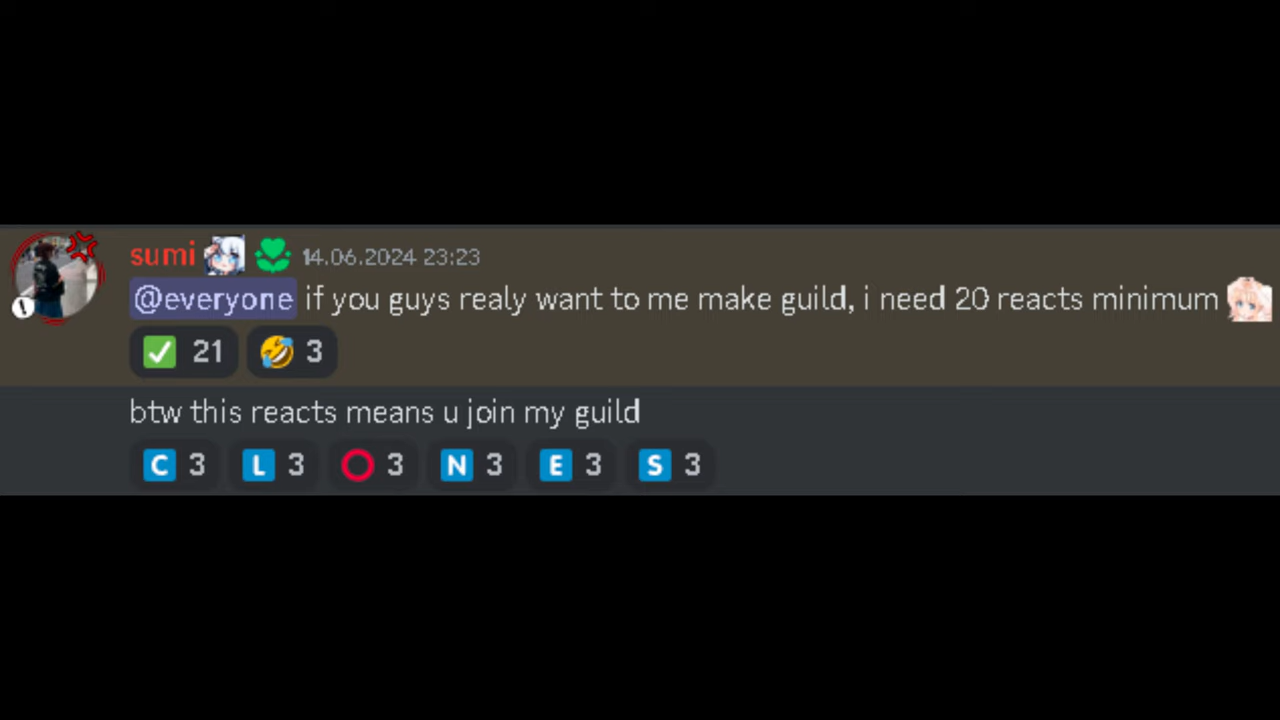 sumi 14.06.2024 23:23
@everyone if you guys realy want to me make guild, i need 20 reacts minimum
✅ 21 🤣 3
btw this reacts means u join my guild
C 3 L 3 ⭕ 3 N 3 E 3 S 3